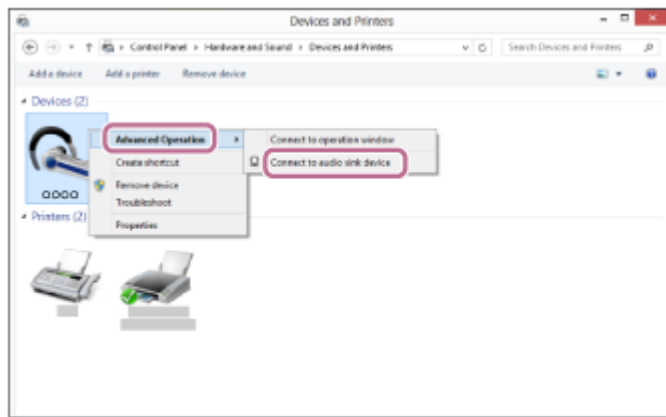 Devices and Printers
Control Panel › Hardware and Sound › Devices and Printers
Search Devices and Printers
Add a device Add a printer Remove device
Devices (2)
Advanced Operation
Connect to operation window
Create shortcut
Connect to audio sink device
Remove device
Troubleshoot
Properties
OOOO
Printers (2)